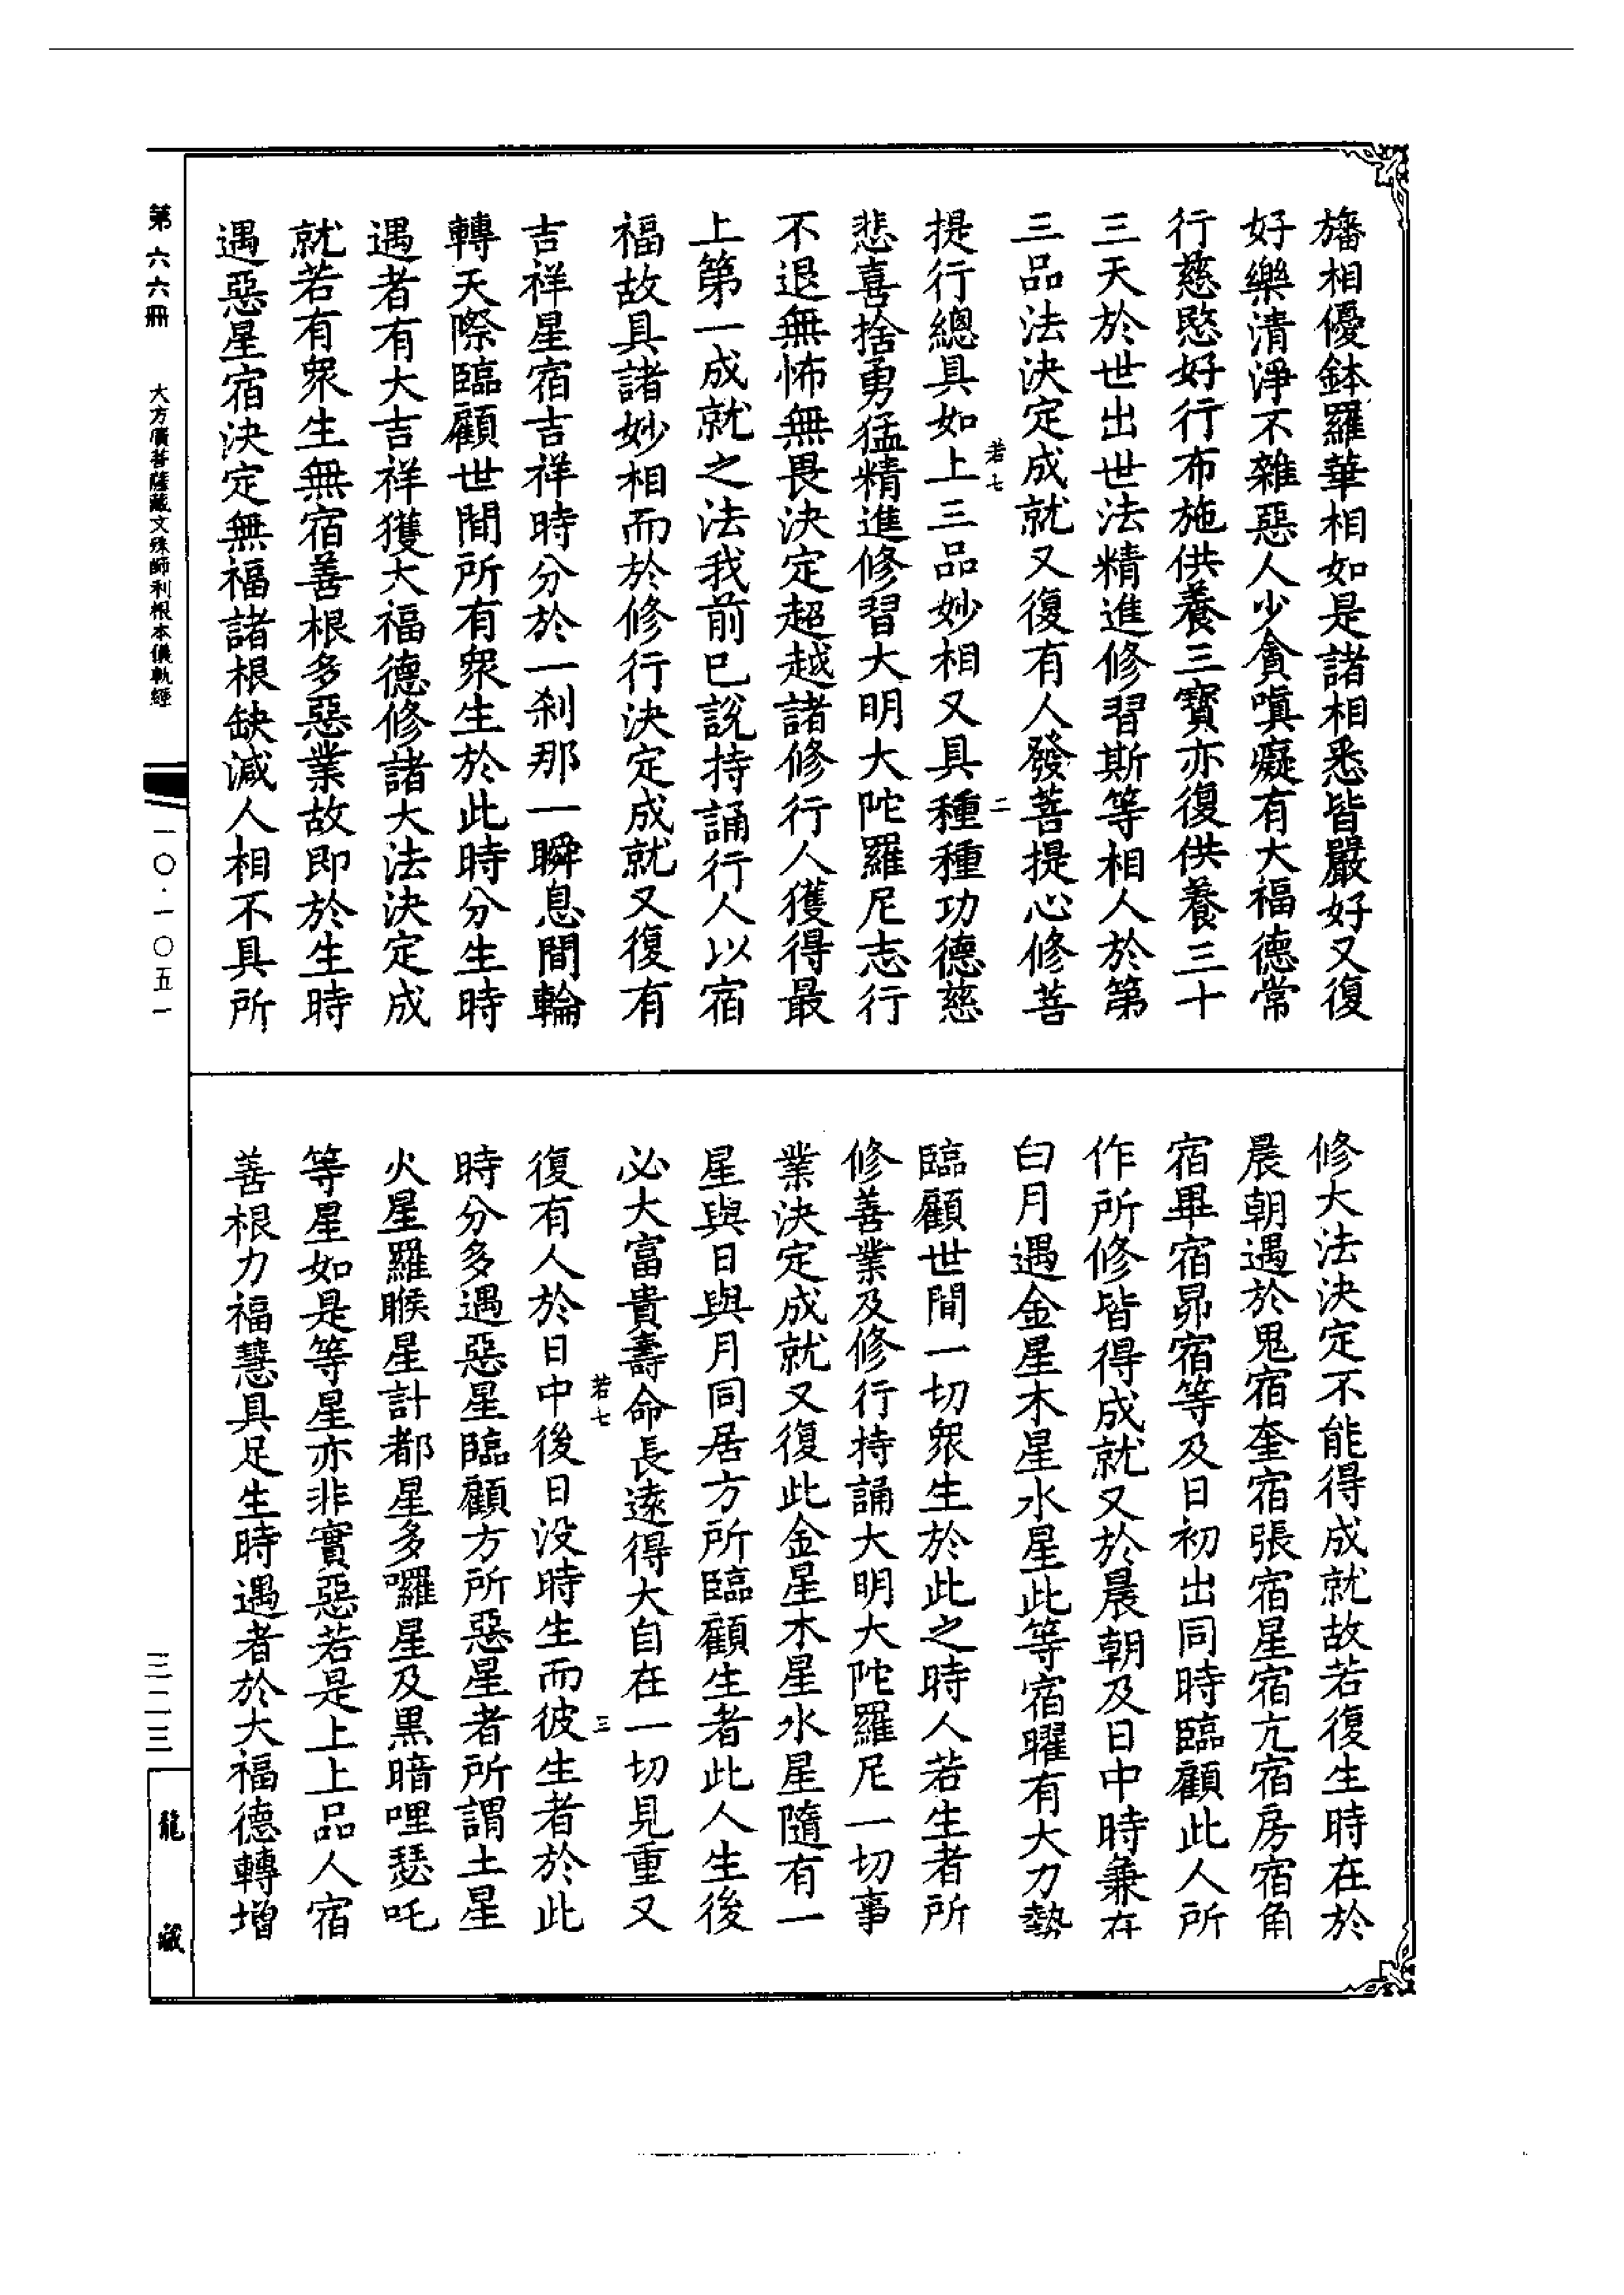 旛相優鉢羅華相如是諸相悉皆嚴好又復
好樂清淨不雜惡人少貪嗔癡有大福德常
行慈愍好行布施供養三寶亦復供養三十
三天於世出世法精進修習斯等相人於第
三品法決定成就又復有人發菩提心修菩
若七 二
提行總具如上三品妙相又具種種功德慈
悲喜捨勇猛精進修習大明大陀羅尼志行
不退無怖無畏決定超越諸修行人獲得最
上第一成就之法我前已說持誦行人以宿
福故具諸妙相而於修行決定成就又復有
吉祥星宿吉祥時分於一剎那一瞬息間輪
轉天際臨顧世間所有衆生於此時分生時
遇者有大吉祥獲大福德修諸大法決定成
就若有衆生無宿善根多惡業故即於生時
遇惡星宿決定無福諸根缺減人相不具所
修大法決定不能得成就故若復生時在於
晨朝遇於鬼宿奎宿張宿星宿亢宿房宿角
宿畢宿昴宿等及日初出同時臨顧此人所
作所修皆得成就又於晨朝及日中時兼在
白月遇金星木星水星此等宿曜有大力勢
臨顧世間一切衆生於此之時人若生者所
修善業及修行持誦大明大陀羅尼一切事
業決定成就又復此金星木星水星隨有一
星與日與月同居方所臨顧生者此人生後
必大富貴壽命長遠得大自在一切見重又
若七 三
復有人於日中後日没時生而彼生者於此
時分多遇惡星臨顧方所惡星者所謂土星
火星羅睺星計都星多囉星及黑暗哩瑟吒
等星如是等星亦非實惡若是上上品人宿
善根力福慧具足生時遇者於大福德轉增
第六六冊 大方廣菩薩藏文殊師利根本儀軌經
一〇·一〇五一
三二三
龍藏